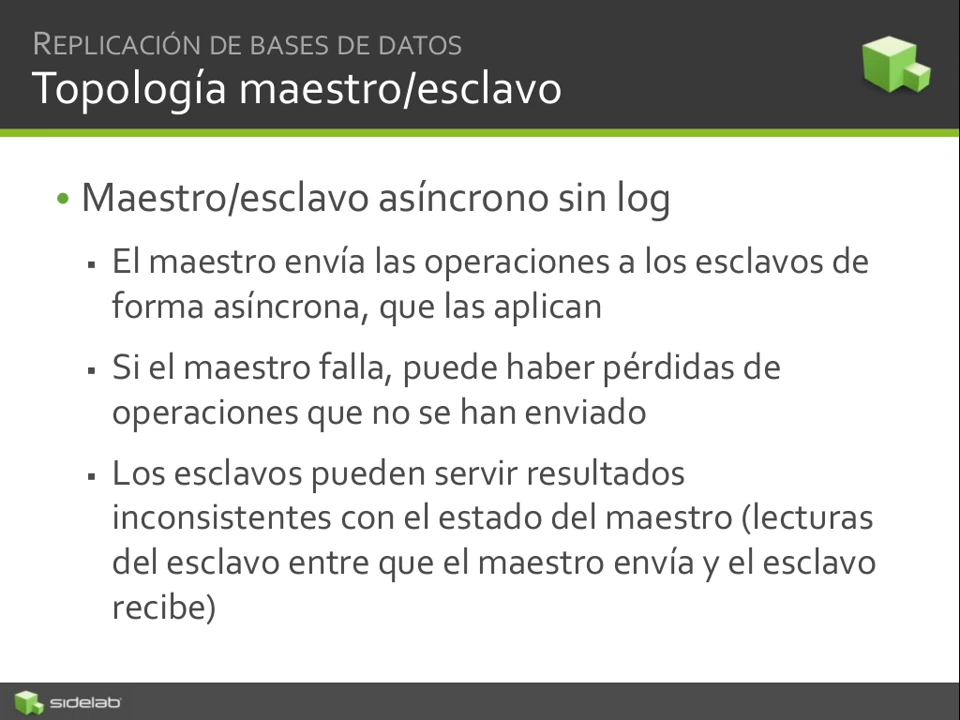 REPLICACIÓN DE BASES DE DATOS
Topología maestro/esclavo
• Maestro/esclavo asíncrono sin log
▪ El maestro envía las operaciones a los esclavos de
forma asíncrona, que las aplican
▪ Si el maestro falla, puede haber pérdidas de
operaciones que no se han enviado
▪ Los esclavos pueden servir resultados
inconsistentes con el estado del maestro (lecturas
del esclavo entre que el maestro envía y el esclavo
recibe)
sidelab